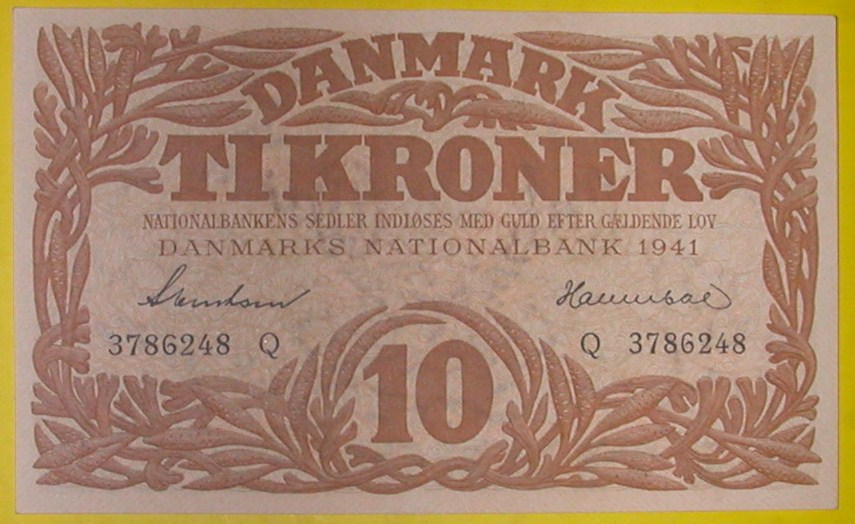 DANMARK
TI KRONER
NATIONALBANKENS SEDLER INDLØSES MED GULD EFTER GÆLDENDE LOV
DANMARKS NATIONALBANK 1941
3786248 Q Q 3786248
10